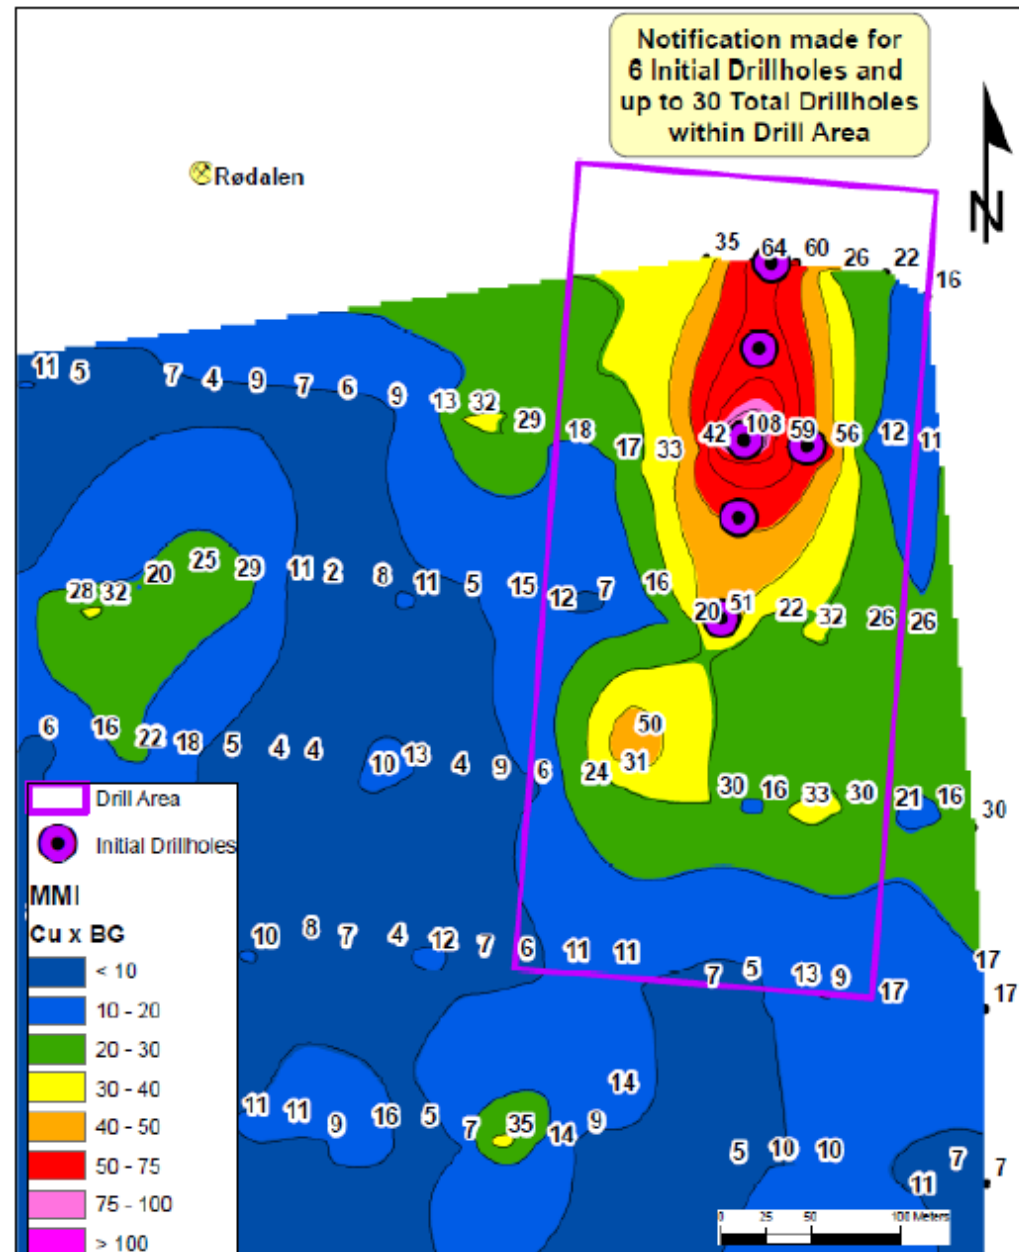 Notification made for
6 Initial Drillholes and
up to 30 Total Drillholes
within Drill Area
Rødalen
N
35 64 60 26 22 16
11 5 7 4 9 7 6 9 13 32 29 18 17 33 42 108 59 56 12 11
28 32 20 25 29 11 2 8 11 5 15 12 7 16 20 51 22 32 26 26
6 16 22 18 5 4 4 10 13 4 9 6 24 50 31 30 16 33 30 21 16 30
Drill Area
Initial Drillholes
MMI
Cu x BG
< 10
10 - 20
20 - 30
30 - 40
40 - 50
50 - 75
75 - 100
> 100
10 8 7 4 12 7 6 11 11 7 5 13 9 17 17 17
11 11 9 16 5 7 35 14 9 14 5 10 10 11 7 7
0 25 50 100 Meters